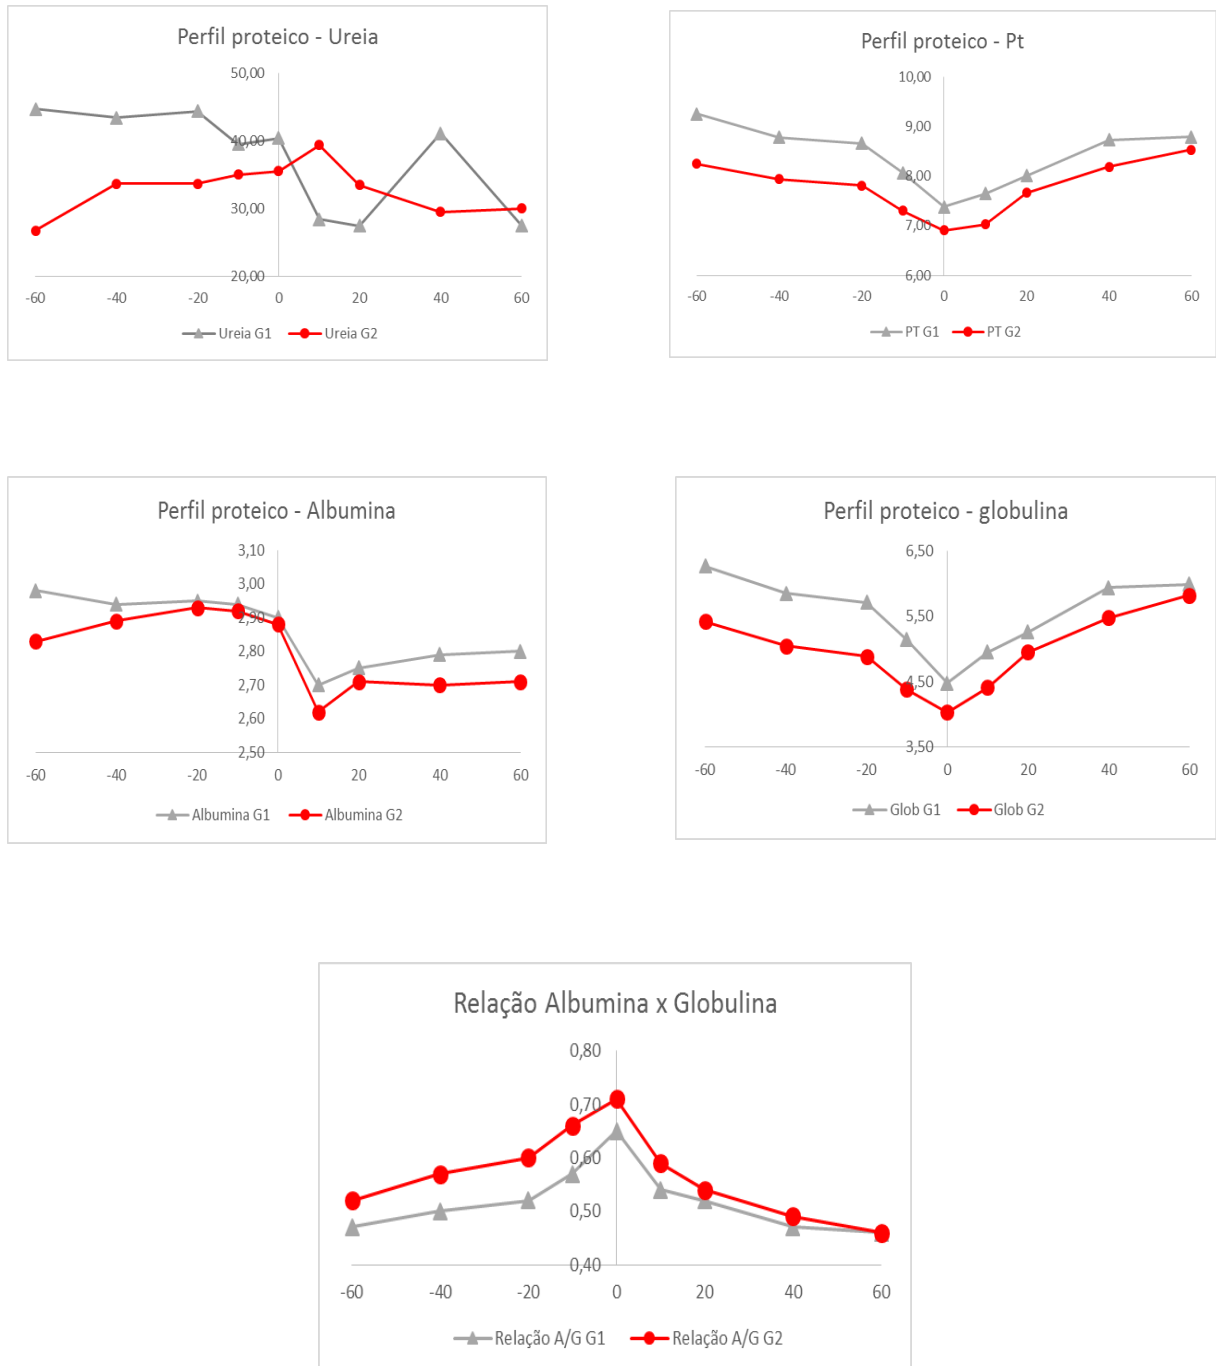 Perfil proteico - Ureia
50,00
40,00
30,00
20,00
-60 -40 -20 0 20 40 60
Ureia G1 Ureia G2
Perfil proteico - Pt
10,00
9,00
8,00
7,00
6,00
-60 -40 -20 0 20 40 60
PT G1 PT G2
Perfil proteico - Albumina
3,10
3,00
2,90
2,80
2,70
2,60
2,50
-60 -40 -20 0 20 40 60
Albumina G1 Albumina G2
Perfil proteico - globulina
6,50
5,50
4,50
3,50
-60 -40 -20 0 20 40 60
Glob G1 Glob G2
Relação Albumina x Globulina
0,80
0,70
0,60
0,50
0,40
-60 -40 -20 0 20 40 60
Relação A/G G1 Relação A/G G2